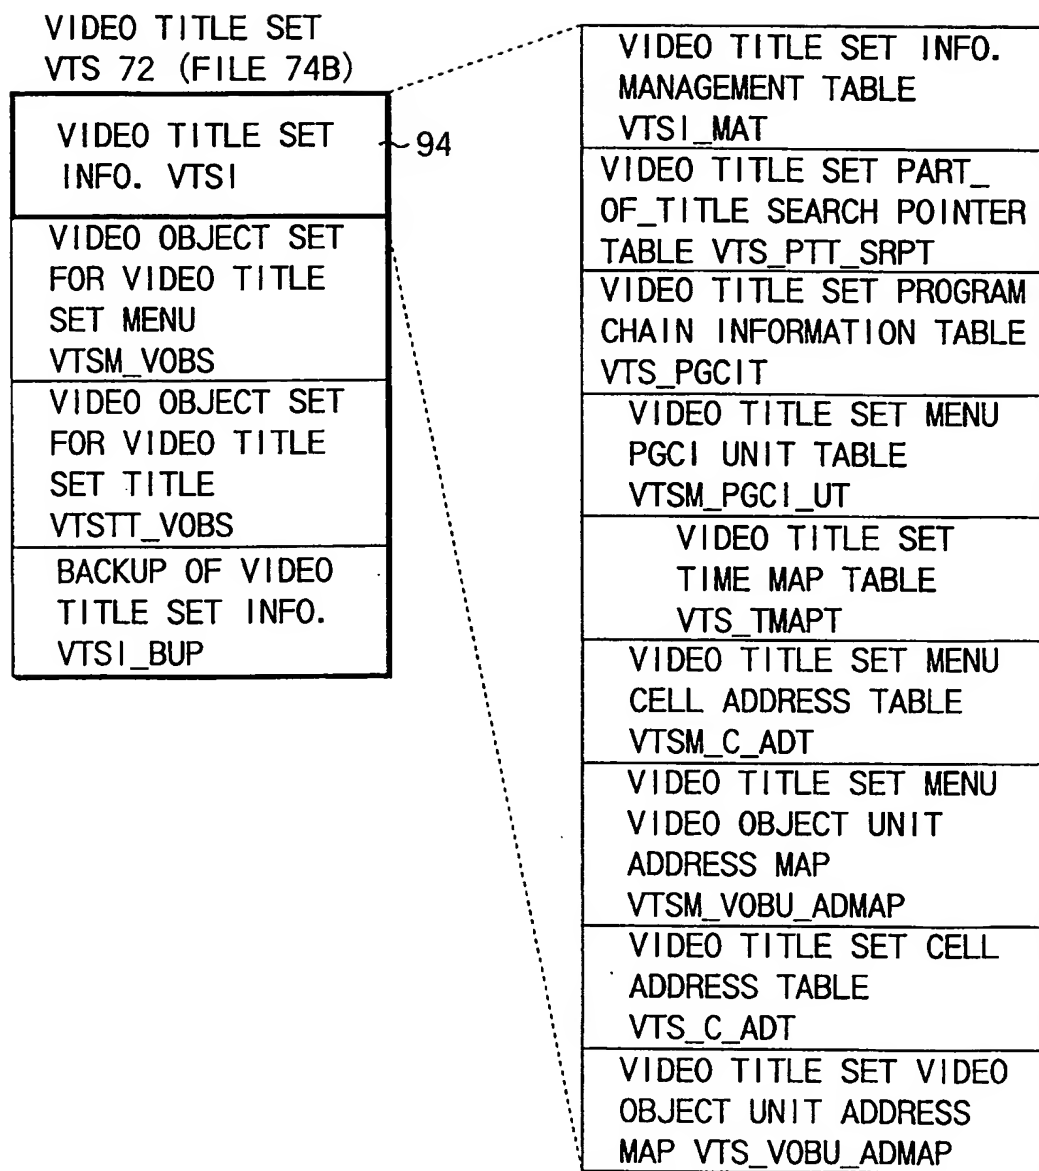 VIDEO TITLE SET
VTS 72 (FILE 74B)
VIDEO TITLE SET
INFO. VTSI
94
VIDEO OBJECT SET
FOR VIDEO TITLE
SET MENU
VTSM_VOBS
VIDEO OBJECT SET
FOR VIDEO TITLE
SET TITLE
VTSTT_VOBS
BACKUP OF VIDEO
TITLE SET INFO.
VTSI_BUP
VIDEO TITLE SET INFO.
MANAGEMENT TABLE
VTSI_MAT
VIDEO TITLE SET PART_
OF_TITLE SEARCH POINTER
TABLE VTS_PTT_SRPT
VIDEO TITLE SET PROGRAM
CHAIN INFORMATION TABLE
VTS_PGCIT
VIDEO TITLE SET MENU
PGCI UNIT TABLE
VTSM_PGCI_UT
VIDEO TITLE SET
TIME MAP TABLE
VTS_TMAPT
VIDEO TITLE SET MENU
CELL ADDRESS TABLE
VTSM_C_ADT
VIDEO TITLE SET MENU
VIDEO OBJECT UNIT
ADDRESS MAP
VTSM_VOBU_ADMAP
VIDEO TITLE SET CELL
ADDRESS TABLE
VTS_C_ADT
VIDEO TITLE SET VIDEO
OBJECT UNIT ADDRESS
MAP VTS_VOBU_ADMAP